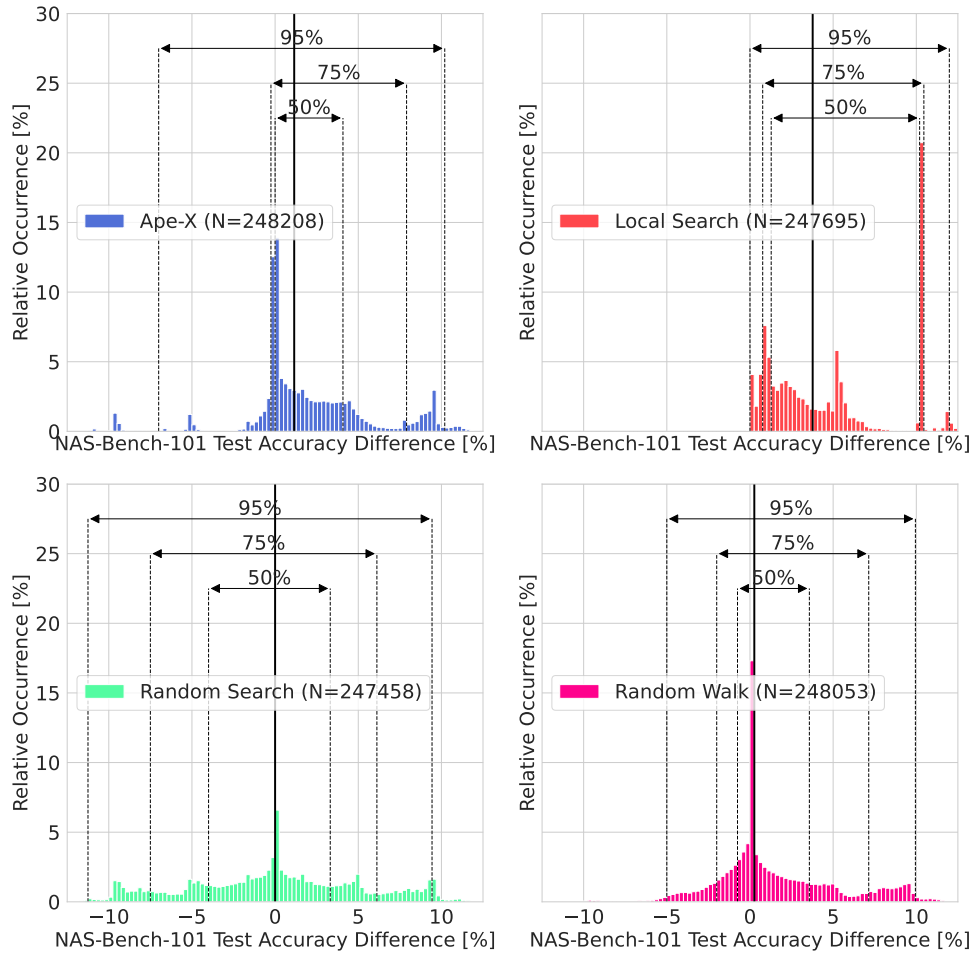 30
25
20
15
10
5
0
Relative Occurrence [%]
95%
75%
50%
Ape-X (N=248208)
NAS-Bench-101 Test Accuracy Difference [%]
Relative Occurrence [%]
95%
75%
50%
Local Search (N=247695)
NAS-Bench-101 Test Accuracy Difference [%]
30
25
20
15
10
5
0
Relative Occurrence [%]
95%
75%
50%
Random Search (N=247458)
−10 −5 0 5 10
NAS-Bench-101 Test Accuracy Difference [%]
Relative Occurrence [%]
95%
75%
50%
Random Walk (N=248053)
−10 −5 0 5 10
NAS-Bench-101 Test Accuracy Difference [%]